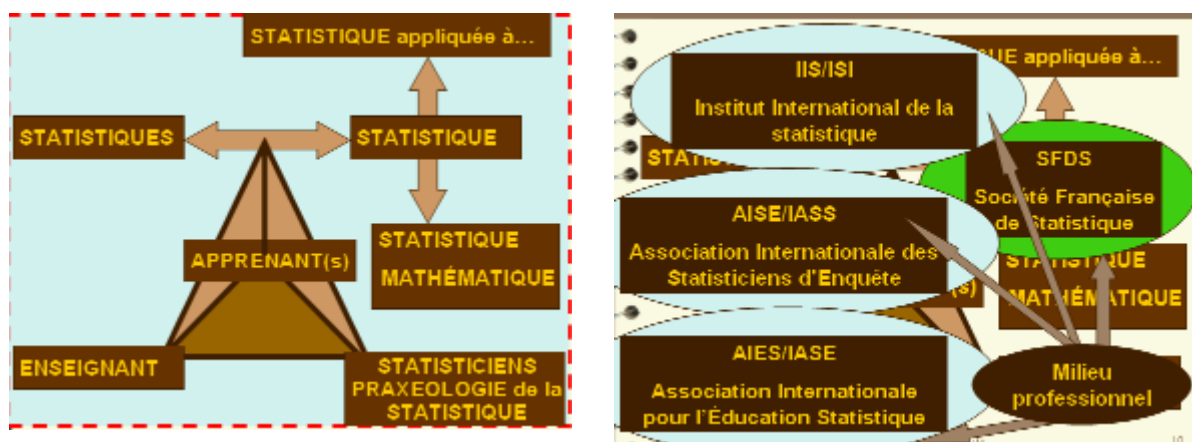 STATISTIQUE appliquée à...
STATISTIQUES
STATISTIQUE
STATISTIQUE
MATHÉMATIQUE
APPRENANT(s)
ENSEIGNANT
STATISTICIENS
PRAXEOLOGIE de la
STATISTIQUE
IIS/ISI
Institut International de la
statistique
appliquée à...
SFDS
Société Française
de Statistique
AISE/IASS
Association Internationale des
Statisticiens d'Enquête
STATISTIQUE
MATHÉMATIQUE
AIES/IASE
Association Internationale
pour l'Éducation Statistique
Milieu
professionnel